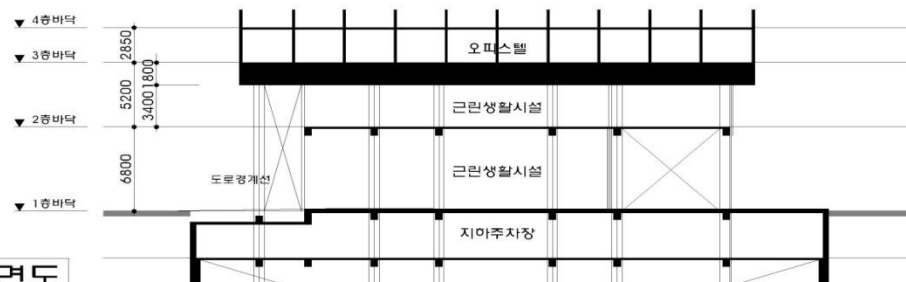 4층바닥
2850
오피스텔
3층바닥
1800
5200
3400
근린생활시설
2층바닥
6800
근린생활시설
도로경계선
1층바닥
지하주차장
면도